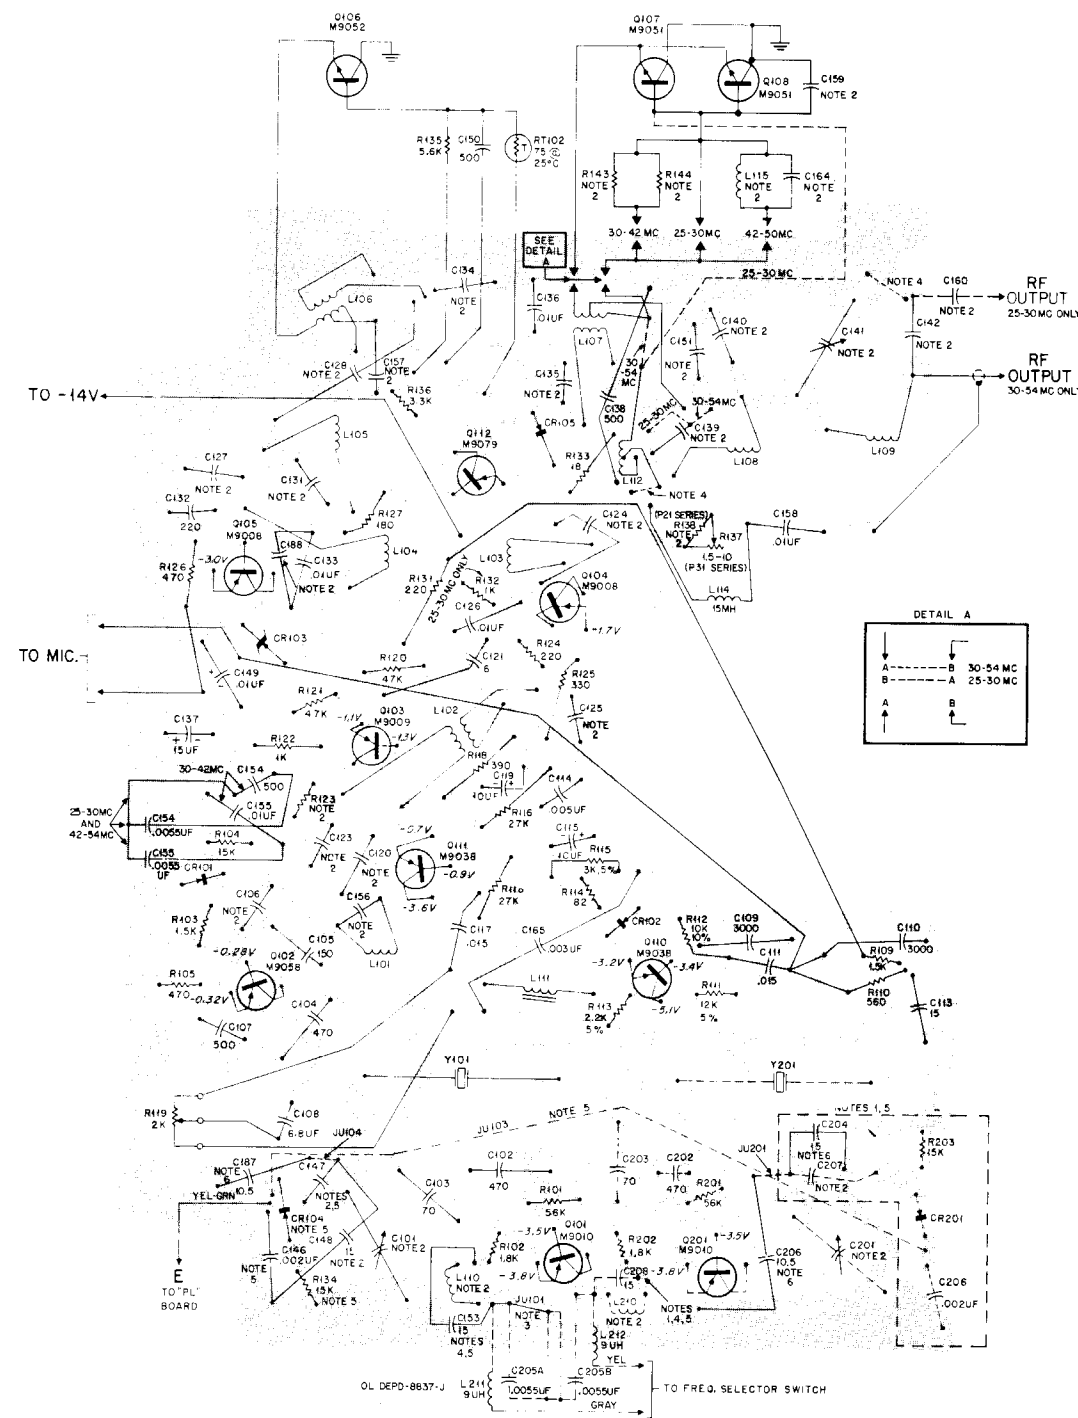 Q106
M9052
Q107
M9051
Q108
M9051
C159
NOTE 2
R135
5.6K
C150
500
RT102
75 @
25°C
R143
NOTE
2
R144
NOTE
2
L115
NOTE
2
C164
NOTE
2
30-42 MC
25-30MC
42-50MC
SEE
DETAIL
A
25-30 MC
NOTE 4
C160
NOTE 2
RF
OUTPUT
25-30 MC ONLY
L106
C134
NOTE
2
C136
.01UF
L107
C151
NOTE
2
C140
NOTE 2
C141
NOTE 2
C142
NOTE 2
RF
OUTPUT
30-54 MC ONLY
C128
NOTE 2
C157
NOTE
2
R136
3.3K
C135
NOTE 2
30
-54
MC
C138
500
TO -14V
CR105
25-30MC
30-54MC
C139
NOTE 2
L105
Q112
M9079
R133
18
L108
L109
L112
NOTE 4
C127
NOTE 2
C131
NOTE 2
C132
220
R127
180
C124
NOTE 2
(P21 SERIES)
R138
NOTE
2
R137
1.5-10
(P31 SERIES)
C158
.01UF
Q105
M9008
-3.0V
C188
C133
.01UF
NOTE 2
L104
L103
R126
470
R131
220
25-30MC ONLY
R132
1K
C126
.01UF
Q104
M9008
-1.7V
L114
15MH
DETAIL A
A
B
30-54 MC
B
A
25-30 MC
A
B
TO MIC.
CR103
C149
.01UF
R120
47K
C121
6
R124
220
R125
330
R121
47K
L102
C125
NOTE
2
C137
15UF
Q103
M9009
-1.1V
-1.3V
R122
1K
R118
390
C119
10UF
C114
.005UF
30-42MC
C154
500
R123
NOTE
2
R116
27K
25-30MC
AND
42-54MC
C154
.0055UF
C155
.01UF
C155
.0055
UF
R104
15K
C123
NOTE
2
C120
NOTE
2
-0.7V
Q111
M9038
-0.9V
-3.6V
C115
10UF
R115
3K,5%
CR101
R110
27K
R114
82
C106
NOTE
2
C156
NOTE
2
R103
1.5K
C117
.015
CR102
R112
10K
10%
C109
3000
C110
3000
C105
150
L101
C165
.003UF
-0.28V
Q102
M9058
-0.32V
Q110
M9038
-3.2V
-3.4V
-3.1V
C111
.015
R109
1.5K
R105
470
L111
R111
12K
5%
R110
560
R113
2.2K
5%
C113
15
C104
470
C107
500
Y101
Y201
R119
2K
C108
6.8UF
JU104
JU103
NOTE 5
NOTES 1,5
C204
15
NOTE6
JU201
C207
NOTE 2
R203
15K
NOTE
6
C187
10.5
C147
NOTES
2,5
C102
470
C203
70
C202
470
YEL-GRN
C103
70
R101
56K
R201
56K
CR104
NOTE 5
C148
15
NOTE 2
C101
NOTE2
-3.5V
Q101
M9010
-3.8V
R102
1.8K
R202
1.8K
Q201
M9010
-3.5V
-3.8V
C206
10.5
NOTE
6
C201
NOTE 2
CR201
C146
.002UF
NOTE
5
R134
15K
NOTE 5
L110
NOTE 2
C208
15
L210
NOTE 2
NOTES
1,4,5
C206
.002UF
E
TO "PL"
BOARD
JU101
NOTE
3
C153
15
NOTES
4,5
L212
9UH
YEL
OL DEPD-8837-J
L211
9UH
C205A
.0055UF
C205B
.0055UF
GRAY
TO FREQ. SELECTOR SWITCH